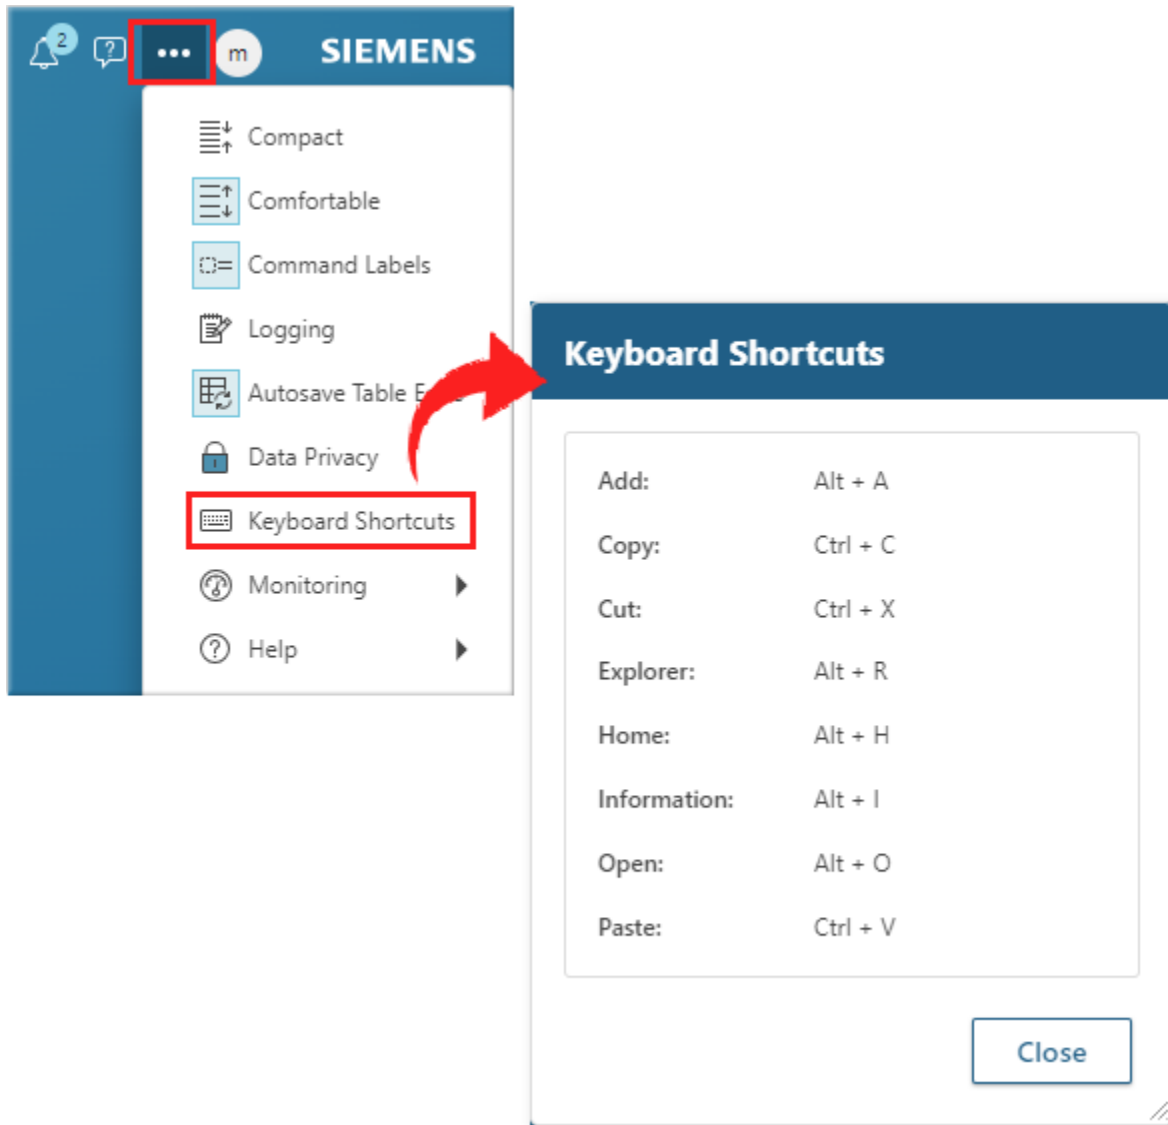 2
m
SIEMENS
Compact
Comfortable
Command Labels
Logging
Autosave Table
Data Privacy
Keyboard Shortcuts
Monitoring
Help
Keyboard Shortcuts
Add: Alt + A
Copy: Ctrl + C
Cut: Ctrl + X
Explorer: Alt + R
Home: Alt + H
Information: Alt + I
Open: Alt + O
Paste: Ctrl + V
Close